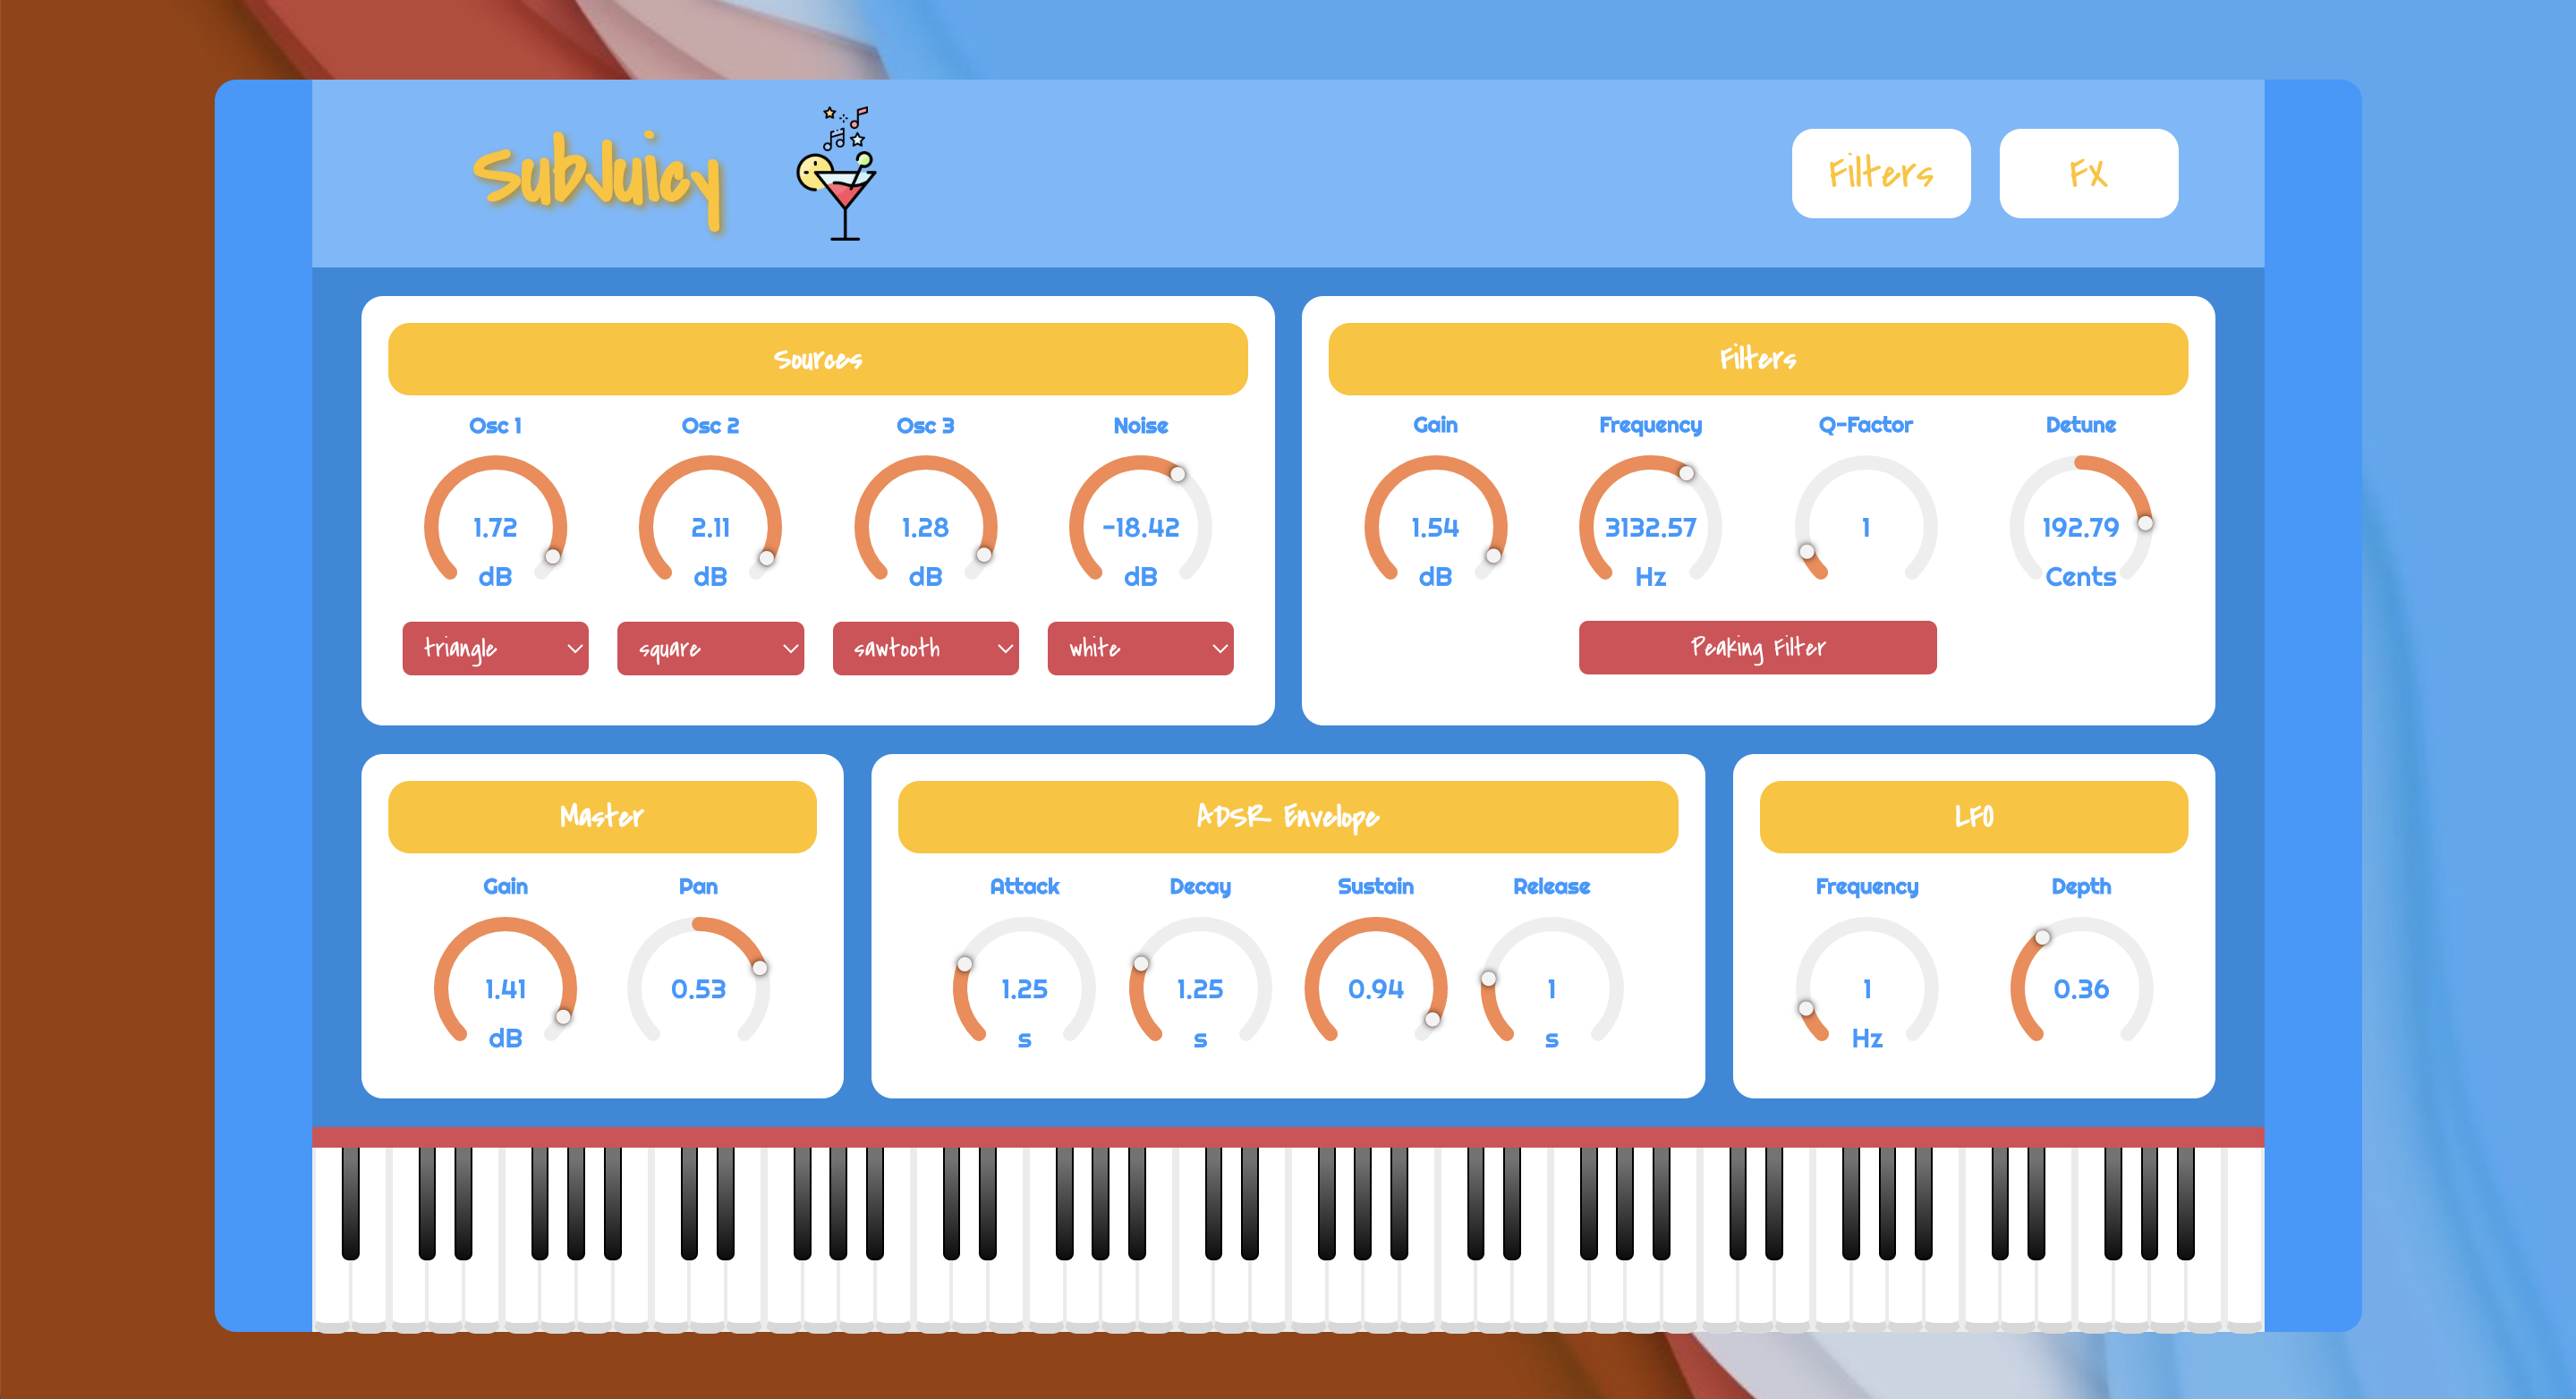 SubJuicy
Filters FX
Sources
Osc 1 Osc 2 Osc 3 Noise
1.72 2.11 1.28 -18.42
dB dB dB dB
triangle square sawtooth white
Filters
Gain Frequency Q-Factor Detune
1.54 3132.57 1 192.79
dB Hz Cents
Peaking Filter
Master
Gain Pan
1.41 0.53
dB
ADSR Envelope
Attack Decay Sustain Release
1.25 1.25 0.94 1
s s s
LFO
Frequency Depth
1 0.36
Hz